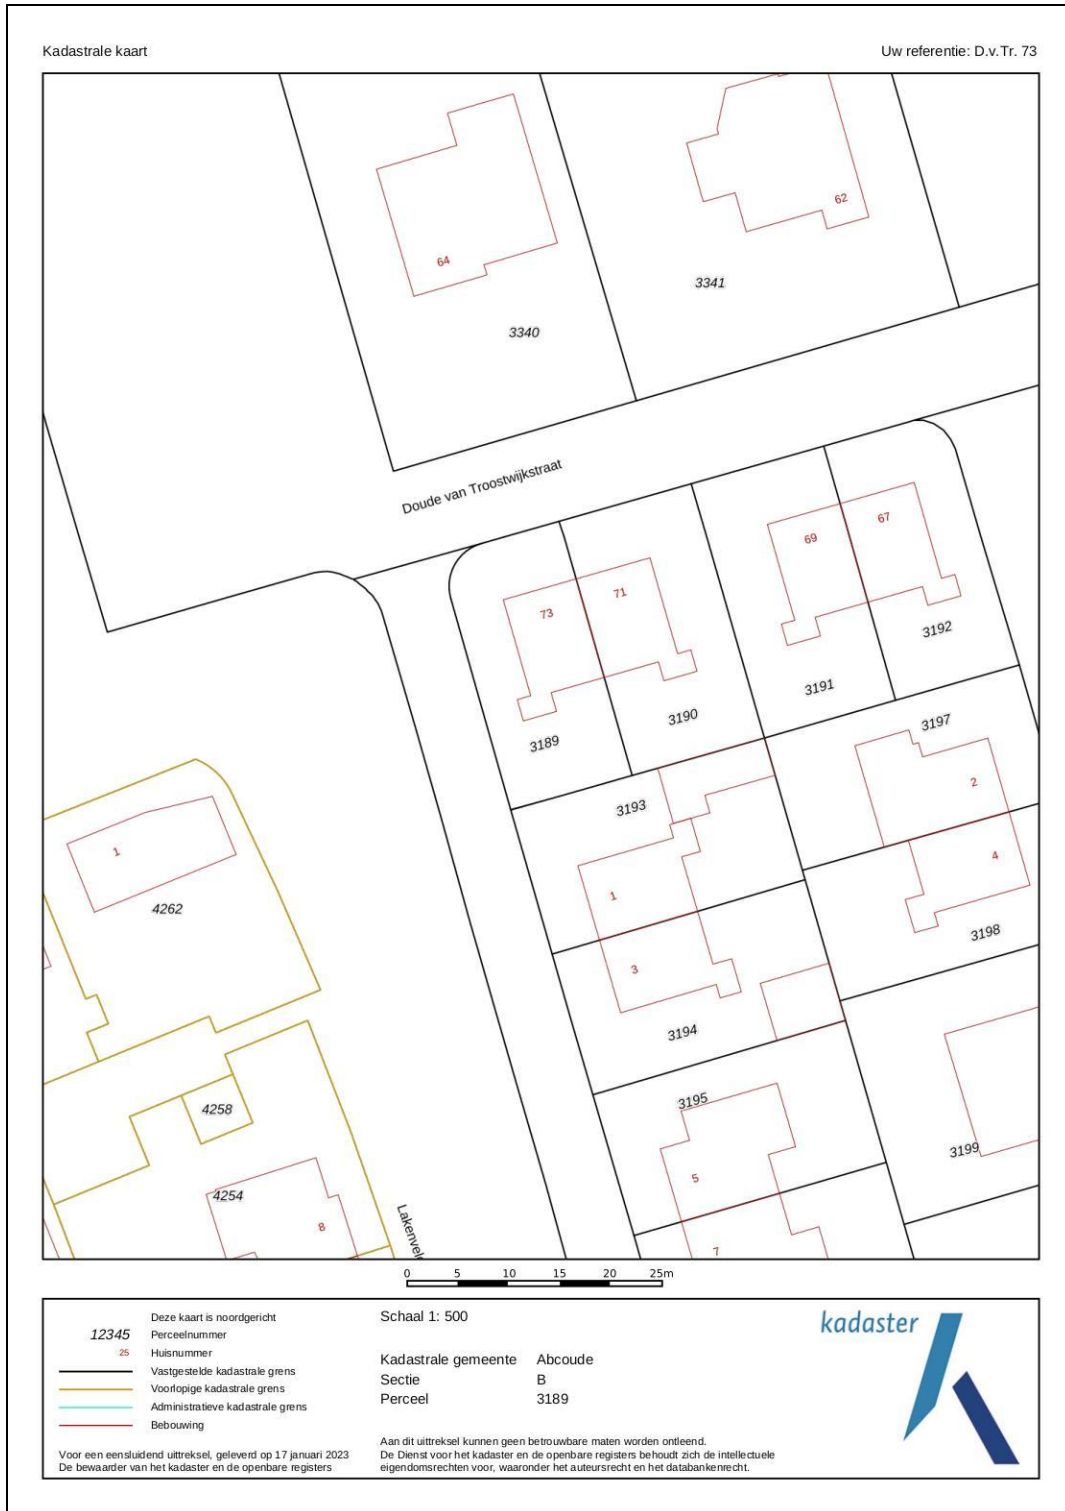 Kadastrale kaart
Uw referentie: D.v.Tr. 73
62
64
3341
3340
Doude van Troostwijkstraat
67
69
71
73
3192
3191
3190
3189
3197
2
3193
1
4
1
4262
3198
3
3194
3195
4258
3199
5
4254
8
Lakenvel
7
0 5 10 15 20 25m
Deze kaart is noordgericht
12345 Perceelnummer
25 Huisnummer
Vastgestelde kadastrale grens
Voorlopige kadastrale grens
Administratieve kadastrale grens
Bebouwing
Voor een eensluidend uittreksel, geleverd op 17 januari 2023
De bewaarder van het kadaster en de openbare registers
Schaal 1: 500
Kadastrale gemeente Abcoude
Sectie B
Perceel 3189
Aan dit uittreksel kunnen geen betrouwbare maten worden ontleend.
De Dienst voor het kadaster en de openbare registers behoudt zich de intellectuele
eigendomsrechten voor, waaronder het auteursrecht en het databankenrecht.
kadaster